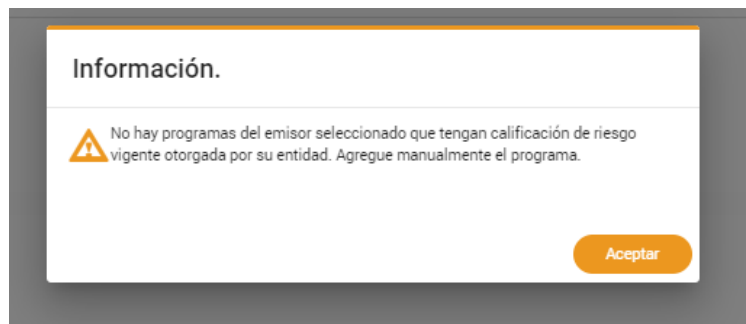 Información.
No hay programas del emisor seleccionado que tengan calificación de riesgo
vigente otorgada por su entidad. Agregue manualmente el programa.
Aceptar